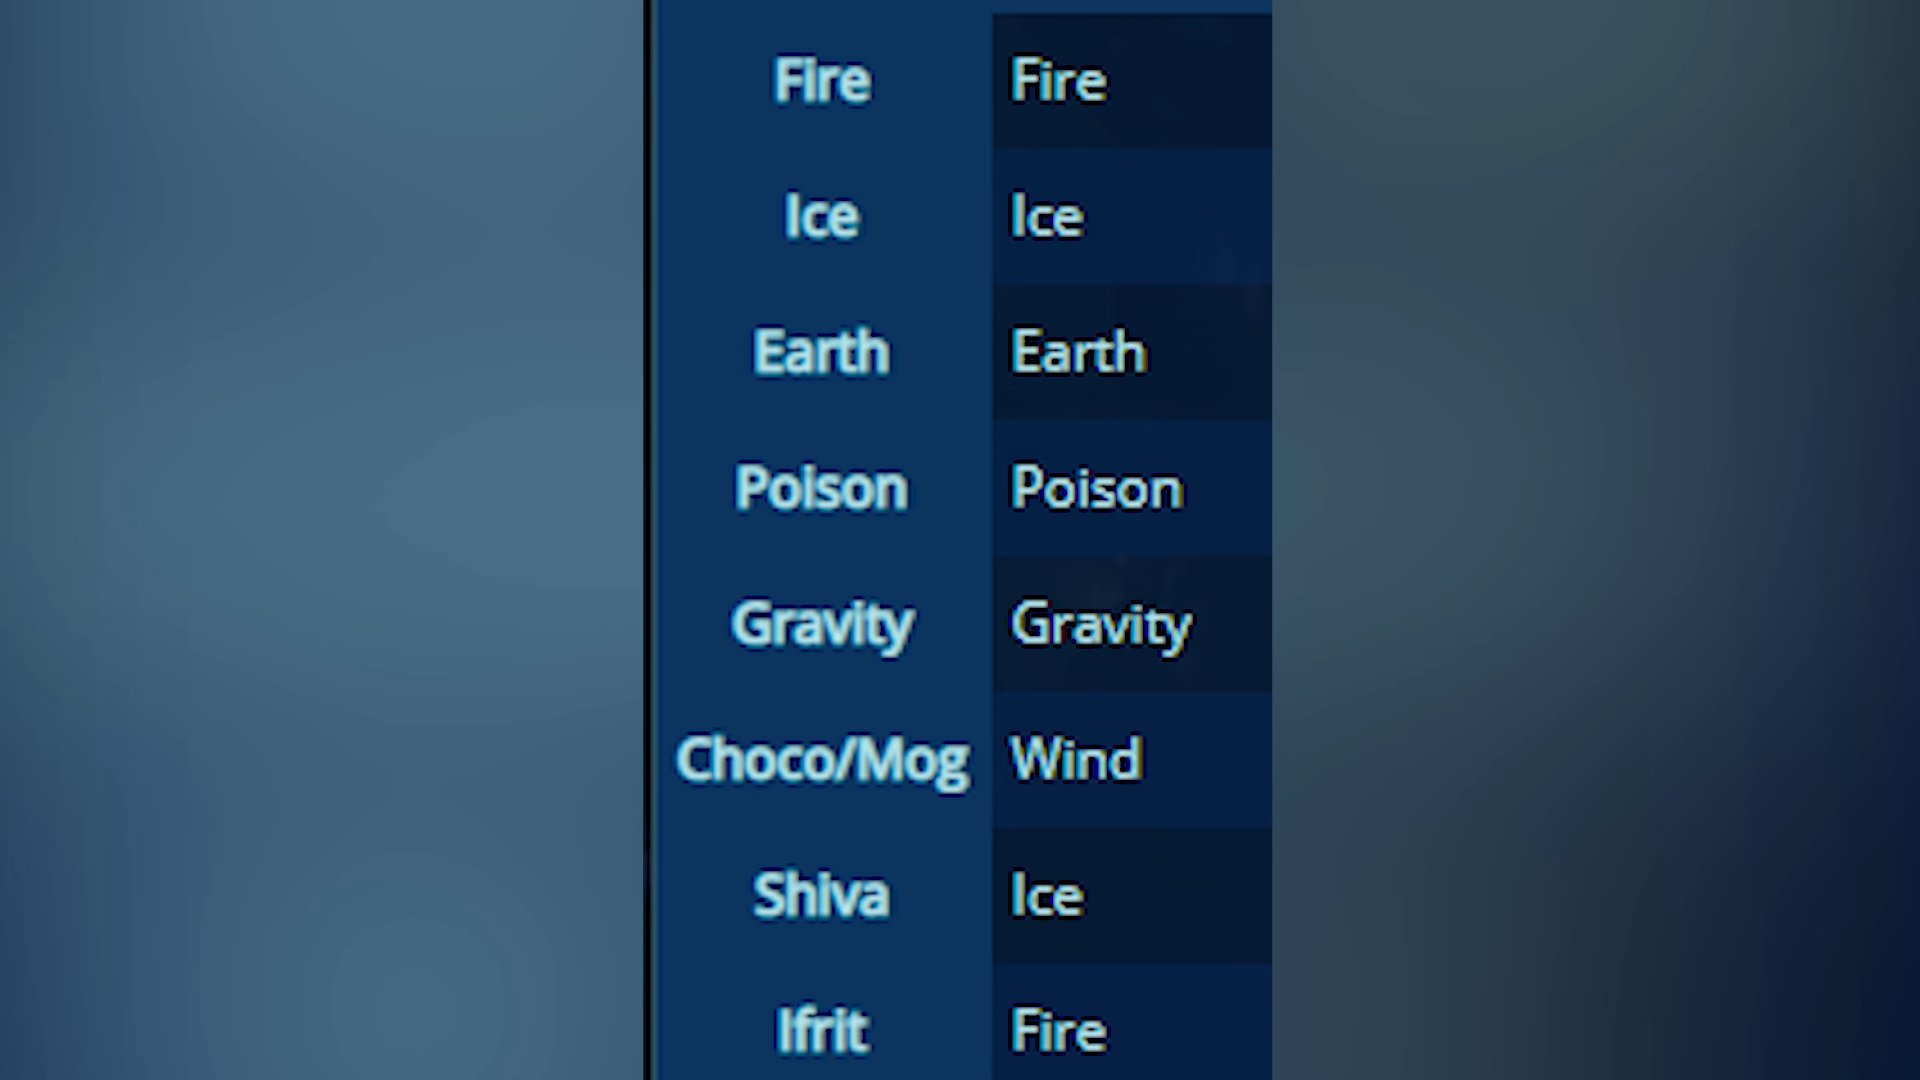 Fire Fire
Ice Ice
Earth Earth
Poison Poison
Gravity Gravity
Choco/Mog Wind
Shiva Ice
Ifrit Fire